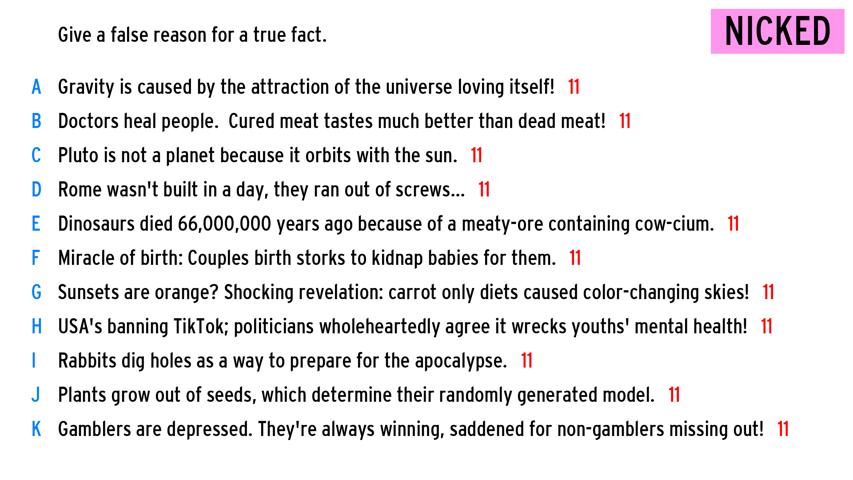 Give a false reason for a true fact.
NICKED
A Gravity is caused by the attraction of the universe loving itself! 11
B Doctors heal people.  Cured meat tastes much better than dead meat! 11
C Pluto is not a planet because it orbits with the sun. 11
D Rome wasn't built in a day, they ran out of screws... 11
E Dinosaurs died 66,000,000 years ago because of a meaty-ore containing cow-cium. 11
F Miracle of birth: Couples birth storks to kidnap babies for them. 11
G Sunsets are orange? Shocking revelation: carrot only diets caused color-changing skies! 11
H USA's banning TikTok; politicians wholeheartedly agree it wrecks youths' mental health! 11
I Rabbits dig holes as a way to prepare for the apocalypse. 11
J Plants grow out of seeds, which determine their randomly generated model. 11
K Gamblers are depressed. They're always winning, saddened for non-gamblers missing out! 11